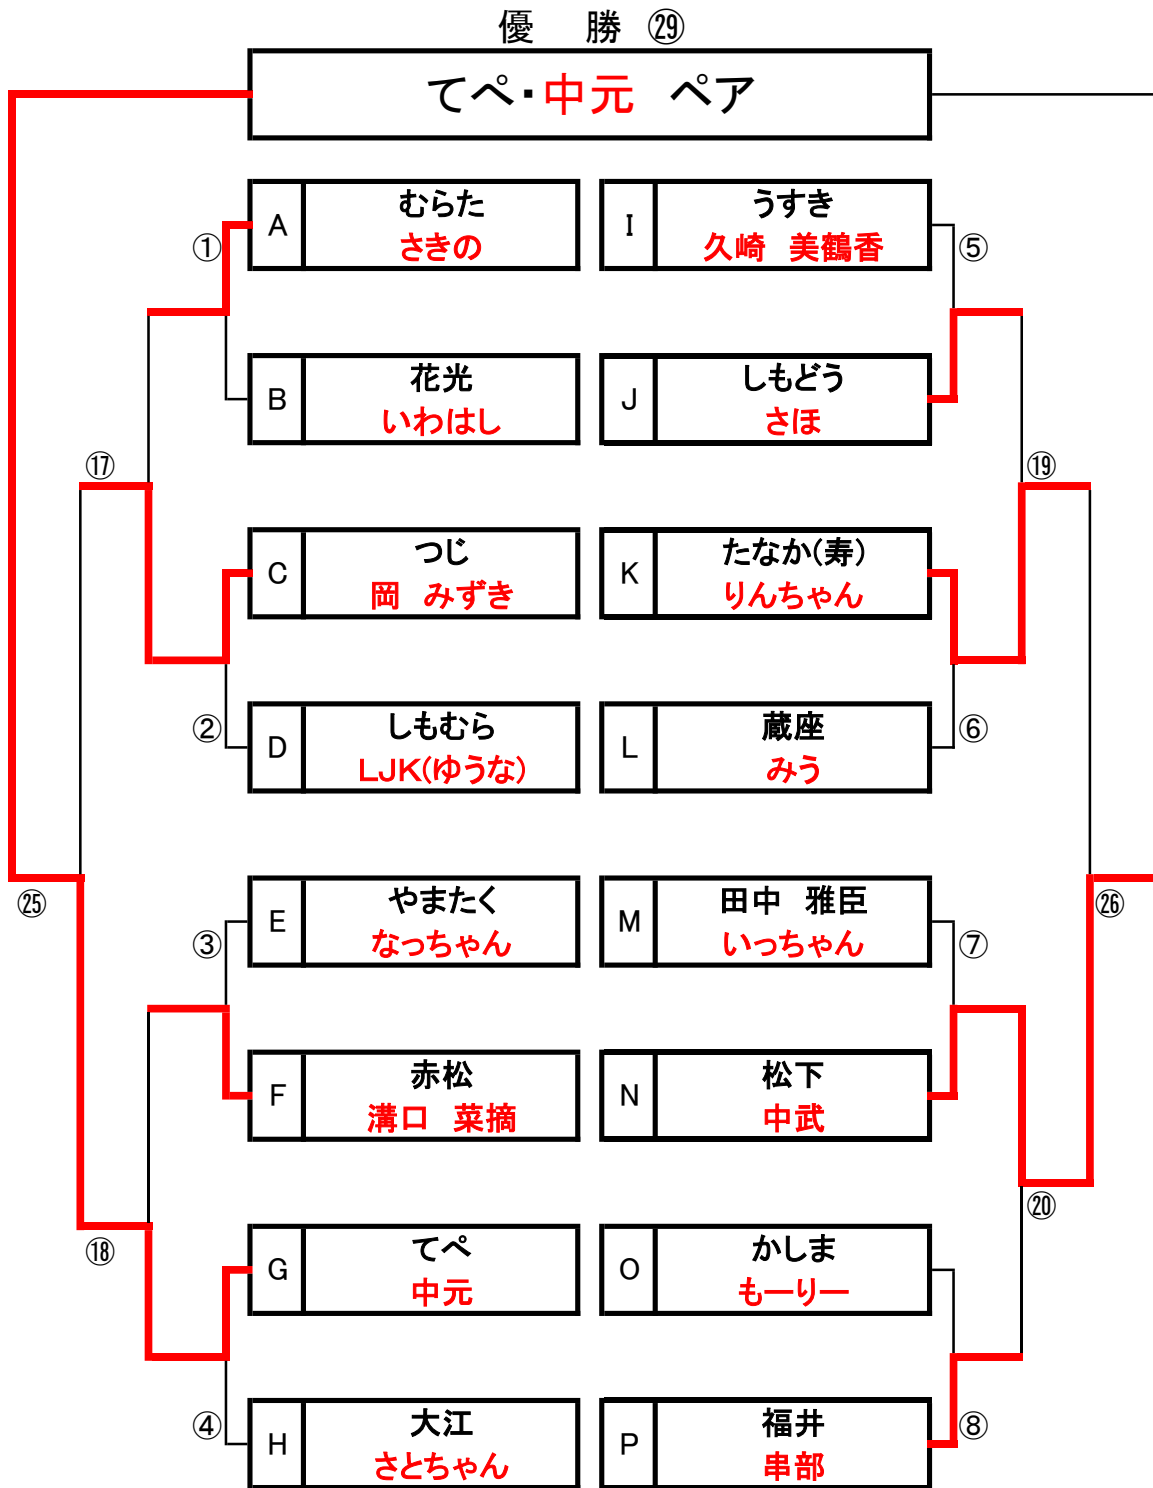 優 勝 ㉙
てぺ・中元 ペア
① A むらた さきの
B 花光 いわはし
⑰
C つじ 岡 みずき
② D しもむら LJK(ゆうな)
㉕
③ E やまたく なっちゃん
F 赤松 溝口 菜摘
⑱
G てぺ 中元
④ H 大江 さとちゃん
I うすき 久崎 美鶴香 ⑤
J しもどう さほ
⑲
K たなか(寿) りんちゃん
L 蔵座 みう ⑥
㉖
M 田中 雅臣 いっちゃん ⑦
N 松下 中武
⑳
O かしま もーりー
P 福井 串部 ⑧